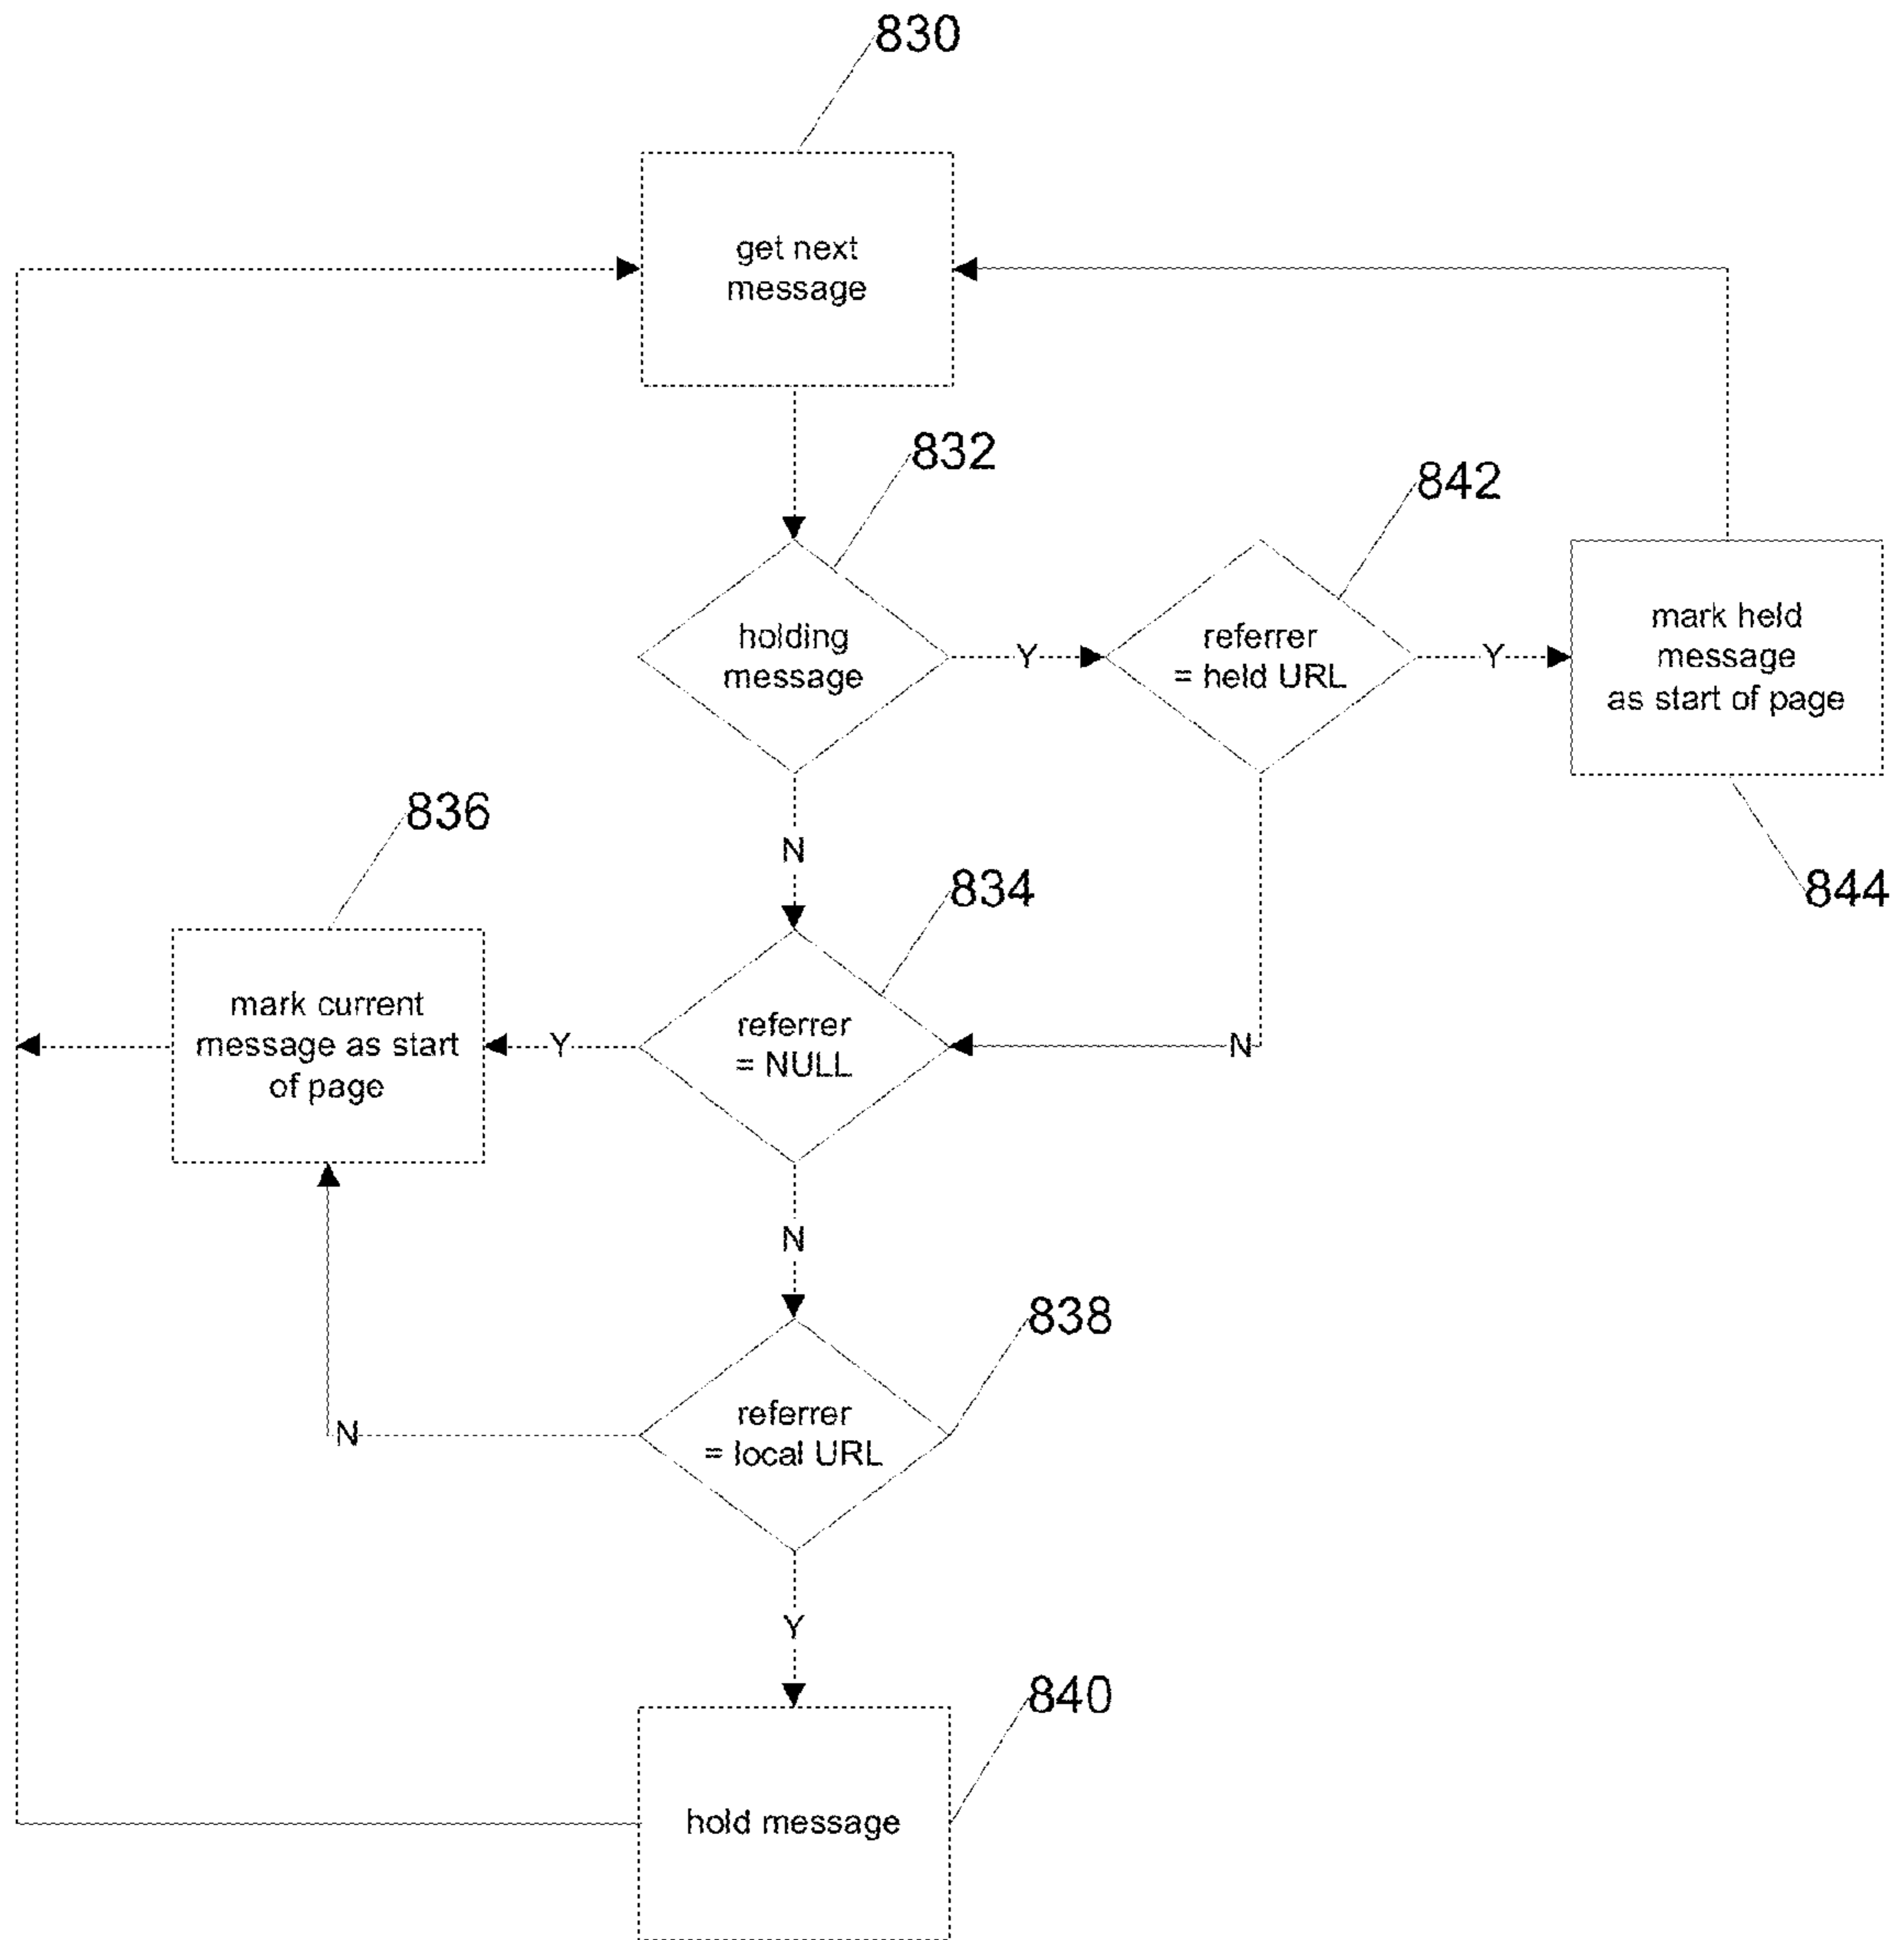 830
get next
message
832
842
holding
message
Y
referrer
= held URL
Y
mark held
message
as start of page
836
N
834
844
mark current
message as start
of page
Y
referrer
= NULL
N
N
838
referrer
= local URL
N
Y
840
hold message